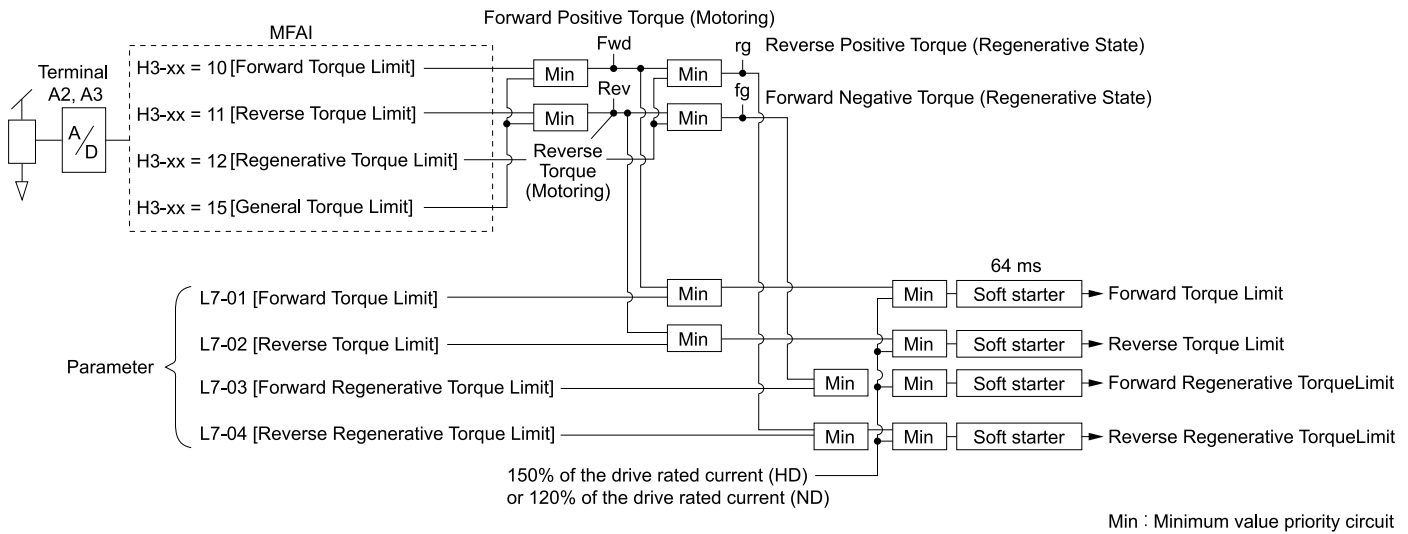 Forward Positive Torque (Motoring)
MFAI
Fwd
rg
Reverse Positive Torque (Regenerative State)
Terminal
A2, A3
A/D
H3-xx = 10 [Forward Torque Limit]
Min
Min
Rev
fg
Forward Negative Torque (Regenerative State)
H3-xx = 11 [Reverse Torque Limit]
Min
Min
Reverse
Torque
(Motoring)
H3-xx = 12 [Regenerative Torque Limit]
H3-xx = 15 [General Torque Limit]
64 ms
Parameter
L7-01 [Forward Torque Limit]
Min
Min
Soft starter
Forward Torque Limit
L7-02 [Reverse Torque Limit]
Min
Min
Soft starter
Reverse Torque Limit
L7-03 [Forward Regenerative Torque Limit]
Min
Min
Soft starter
Forward Regenerative TorqueLimit
L7-04 [Reverse Regenerative Torque Limit]
Min
Min
Soft starter
Reverse Regenerative TorqueLimit
150% of the drive rated current (HD)
or 120% of the drive rated current (ND)
Min : Minimum value priority circuit